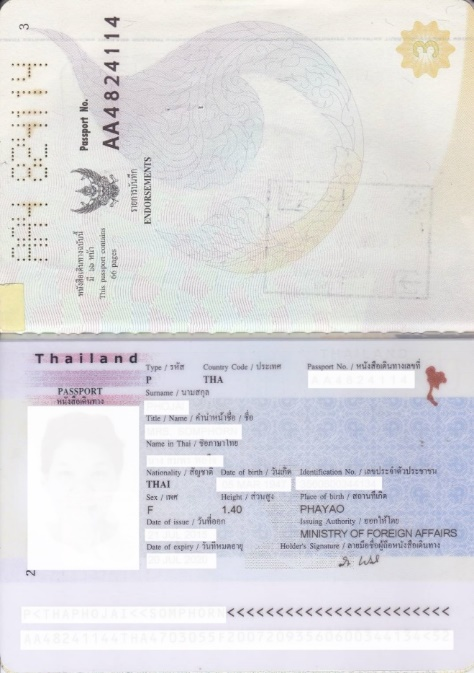 3
AA4824114
Passport No.
AA4824114
หนังสือเดินทางฉบับนี้
มี ๖๖ หน้า
This passport contains
66 pages
รายการบันทึก
ENDORSEMENTS
3
Thailand
PASSPORT
หนังสือเดินทาง
Type / รหัส Country Code / ประเทศ Passport No. / หนังสือเดินทางเลขที่
P THA
Surname / นามสกุล
Title / Name / คำนำหน้าชื่อ / ชื่อ
Name in Thai / ชื่อภาษาไทย
Nationality / สัญชาติ Date of birth / วันเกิด Identification No. / เลขประจำตัวประชาชน
THAI
Sex / เพศ Height / ส่วนสูง Place of birth / สถานที่เกิด
F 1.40 PHAYAO
Date of issue / วันที่ออก Issuing Authority / ออกให้โดย
MINISTRY OF FOREIGN AFFAIRS
Date of expiry / วันที่หมดอายุ Holder's Signature / ลายมือชื่อผู้ถือหนังสือเดินทาง
2
<<<<<<<<<<<<<<<<<<<<<<<